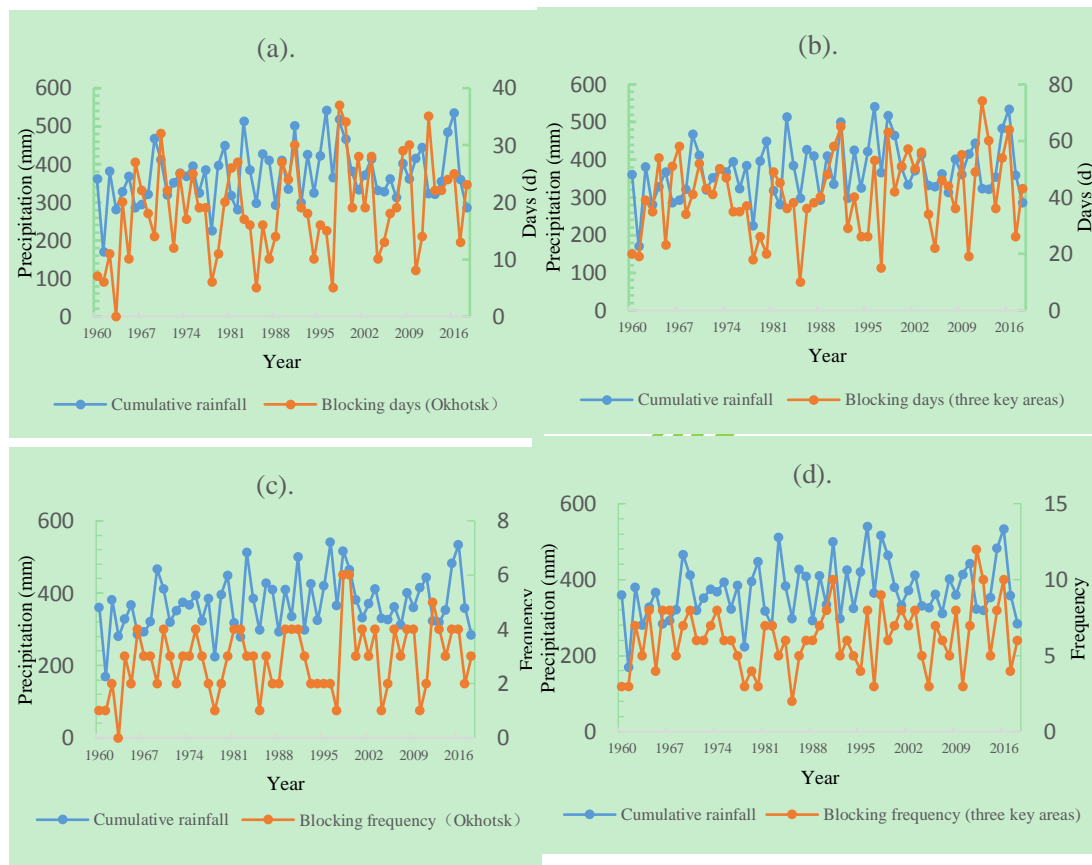 (a).
600
500
400
300
200
100
0
Precipitation (mm)
40
30
20
10
0
Days (d)
1960 1967 1974 1981 1988 1995 2002 2009 2016
Year
Cumulative rainfall Blocking days (Okhotsk）
(b).
600
500
400
300
200
100
0
Precipitation (mm)
80
60
40
20
0
Days (d)
1960 1967 1974 1981 1988 1995 2002 2009 2016
Year
Cumulative rainfall Blocking days (three key areas)
(c).
600
400
200
0
Precipitation (mm)
8
6
4
2
0
Frequency
1960 1967 1974 1981 1988 1995 2002 2009 2016
Year
Cumulative rainfall Blocking frequency（Okhotsk）
(d).
600
400
200
0
Precipitation (mm)
15
10
5
0
Frequency
1960 1967 1974 1981 1988 1995 2002 2009 2016
Year
Cumulative rainfall Blocking frequency (three key areas)